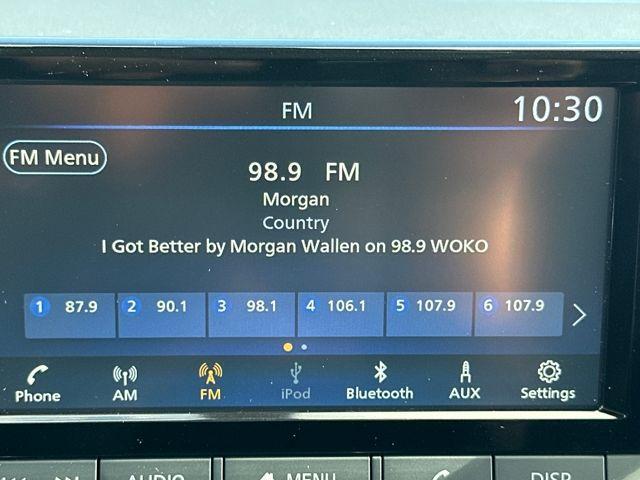 FM 10:30
FM Menu
98.9 FM
Morgan
Country
I Got Better by Morgan Wallen on 98.9 WOKO
1 87.9 2 90.1 3 98.1 4 106.1 5 107.9 6 107.9
Phone AM FM iPod Bluetooth AUX Settings
AUDIO MENU DISP